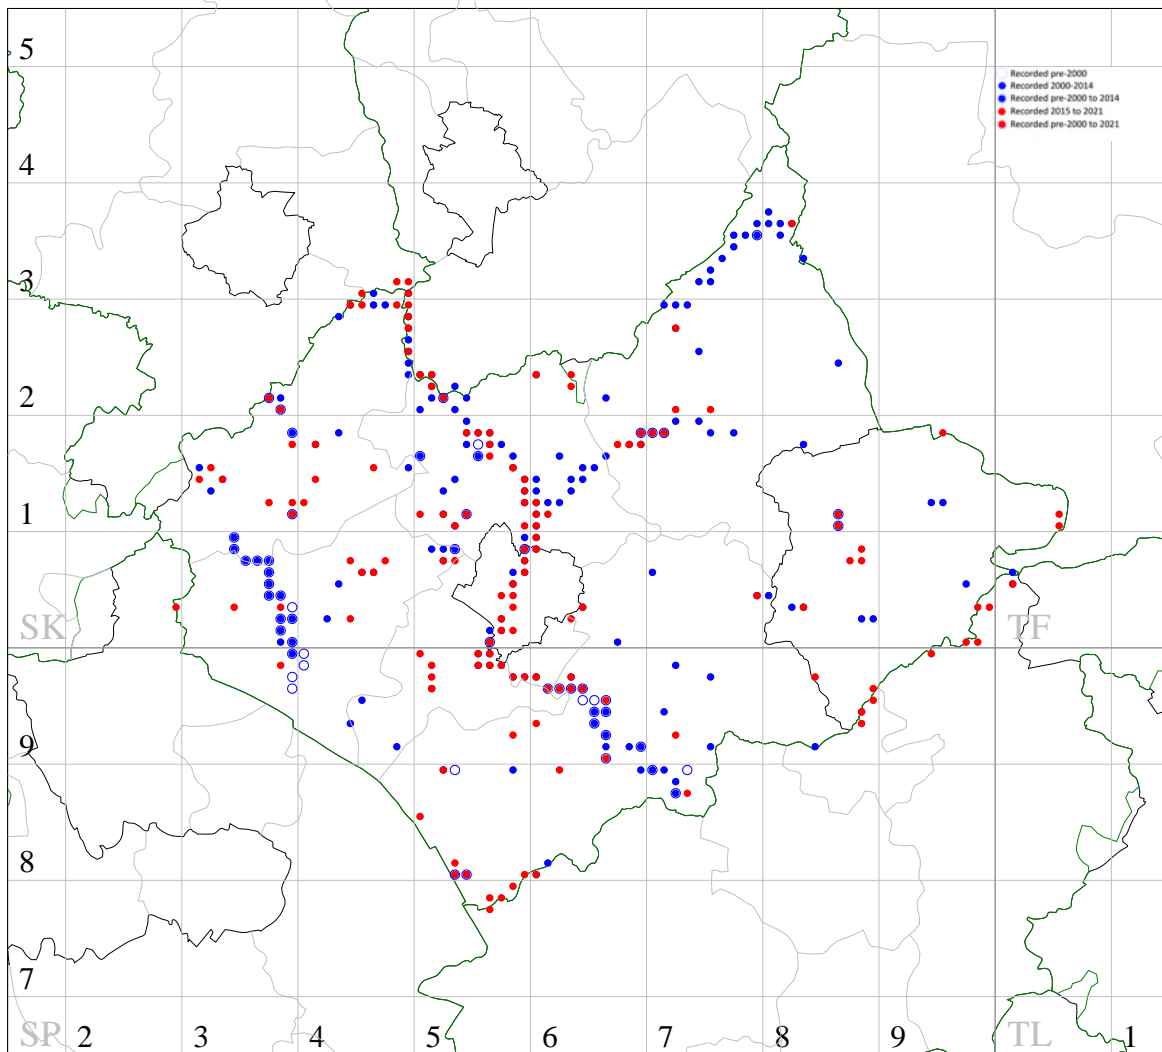 5
Recorded pre-2000
Recorded 2000-2014
Recorded pre-2000 to 2014
Recorded 2015 to 2021
Recorded pre-2000 to 2021
4
3
2
1
SK TF
9
8
7
SP 2 3 4 5 6 7 8 9 TL 1